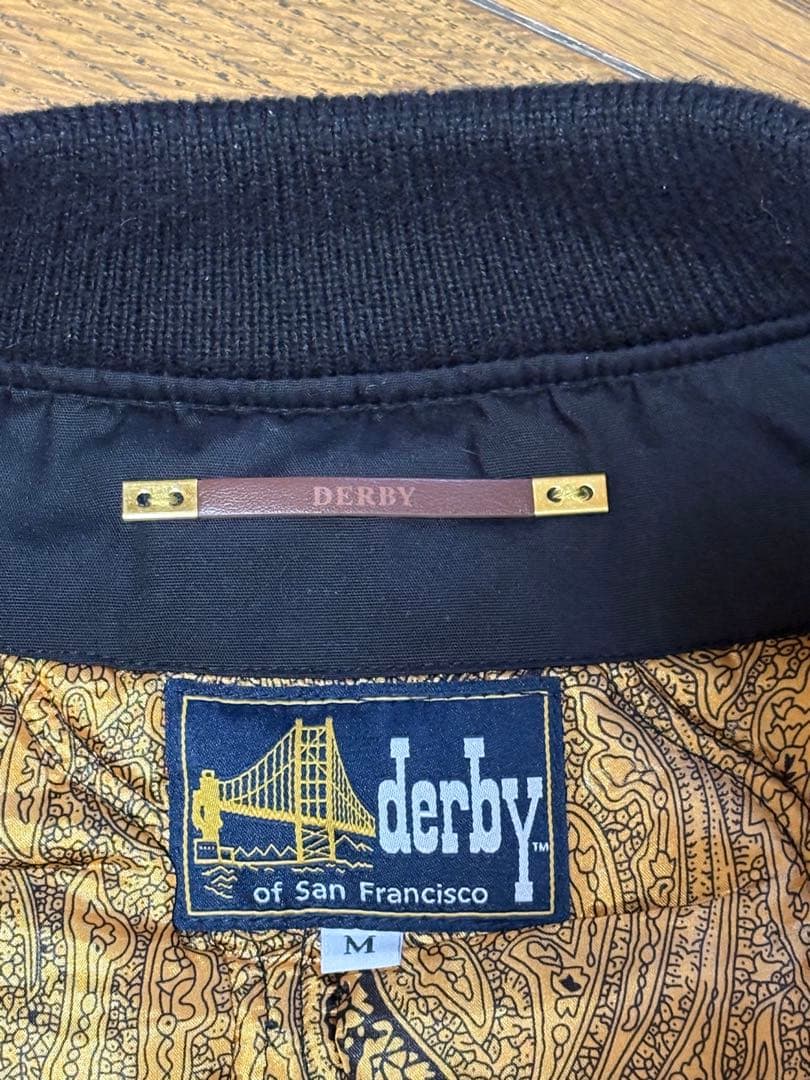 DERBY
derby™
of San Francisco
M